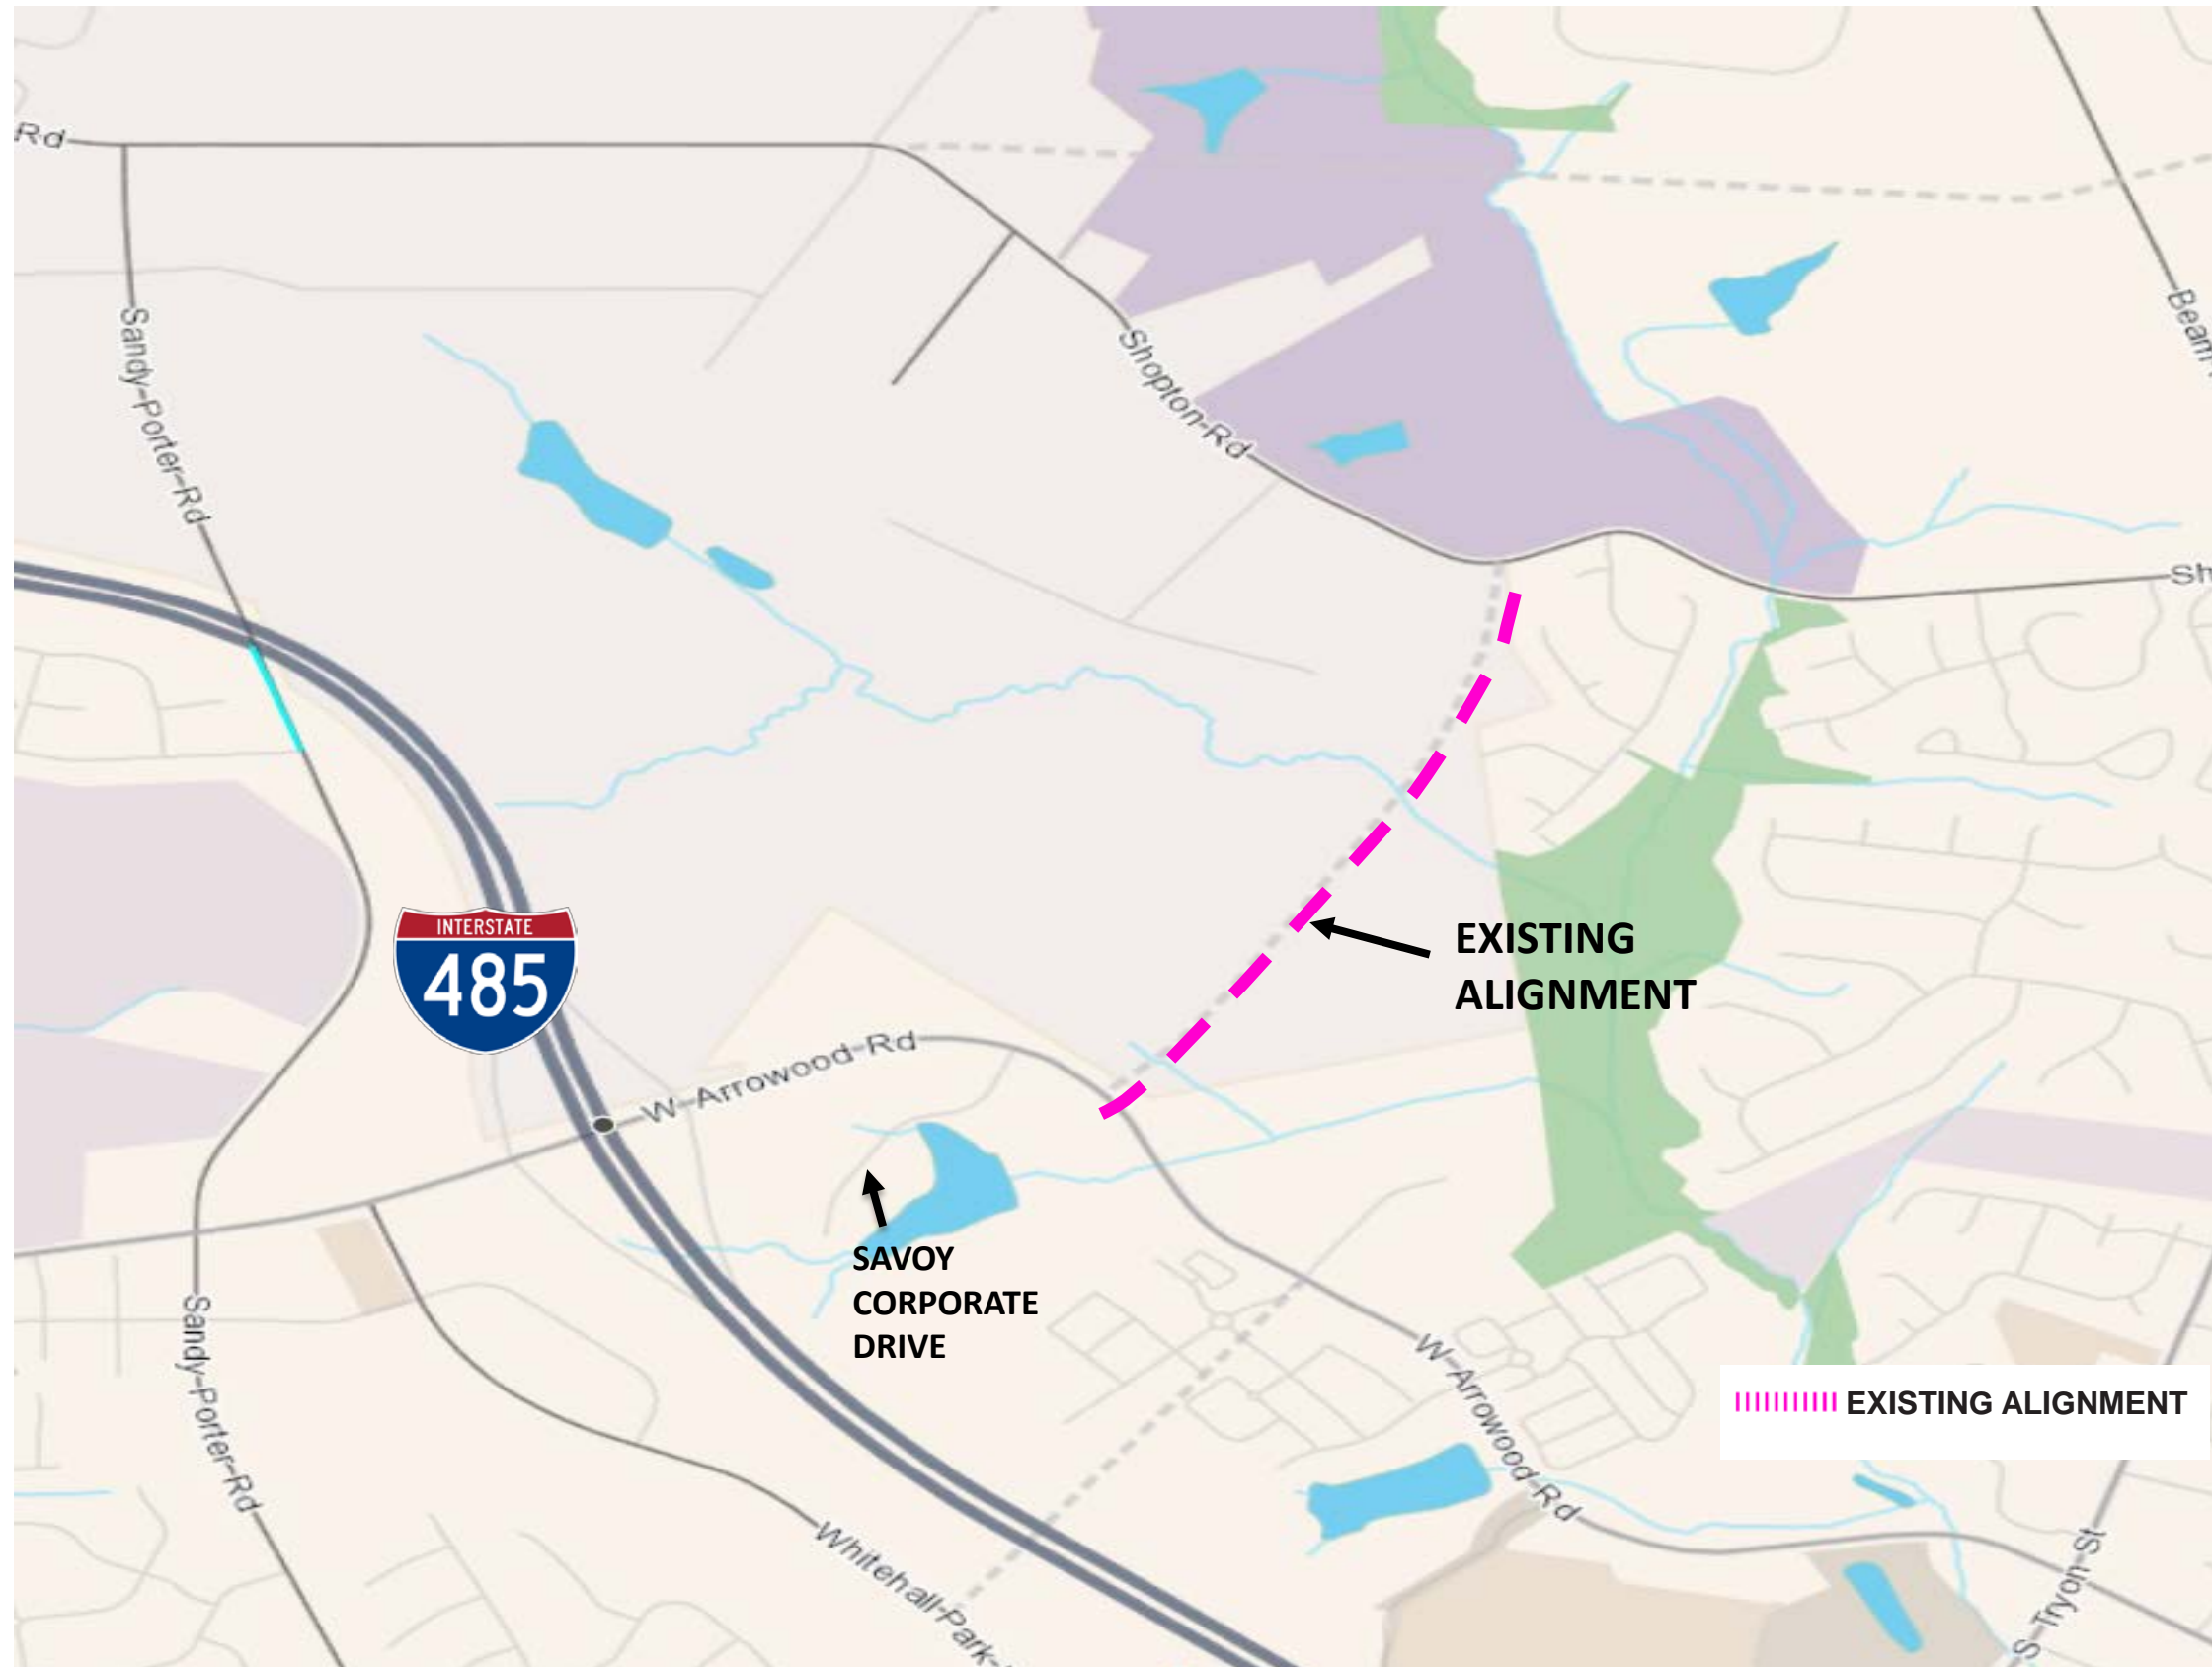 Rd
Sandy-Porter-Rd
Shopton-Rd
Beam
Sh
EXISTING
ALIGNMENT
INTERSTATE
485
W-Arrowood-Rd
SAVOY
CORPORATE
DRIVE
Sandy-Porter-Rd
W-Arrowood-Rd
EXISTING ALIGNMENT
Whitehall-Park-
S-Tryon-St